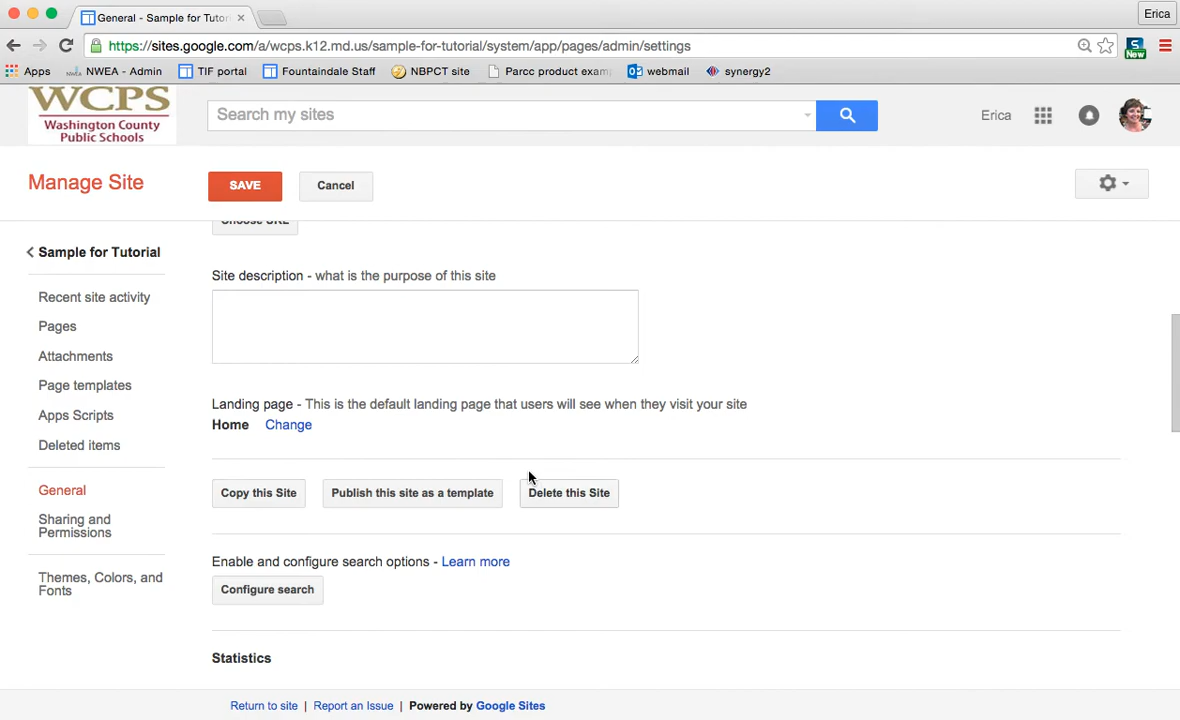 General - Sample for Tutor
Erica
https://sites.google.com/a/wcps.k12.md.us/sample-for-tutorial/system/app/pages/admin/settings
New
Apps NWEA - Admin TIF portal Fountaindale Staff NBPCT site Parcc product exam webmail synergy2
WCPS
Washington County
Public Schools
Search my sites
Erica
Manage Site
SAVE
Cancel
Choose URL
Sample for Tutorial
Recent site activity
Pages
Attachments
Page templates
Apps Scripts
Deleted items
General
Sharing and
Permissions
Themes, Colors, and
Fonts
Site description - what is the purpose of this site
Landing page - This is the default landing page that users will see when they visit your site
Home Change
Copy this Site
Publish this site as a template
Delete this Site
Enable and configure search options - Learn more
Configure search
Statistics
Return to site | Report an Issue | Powered by Google Sites